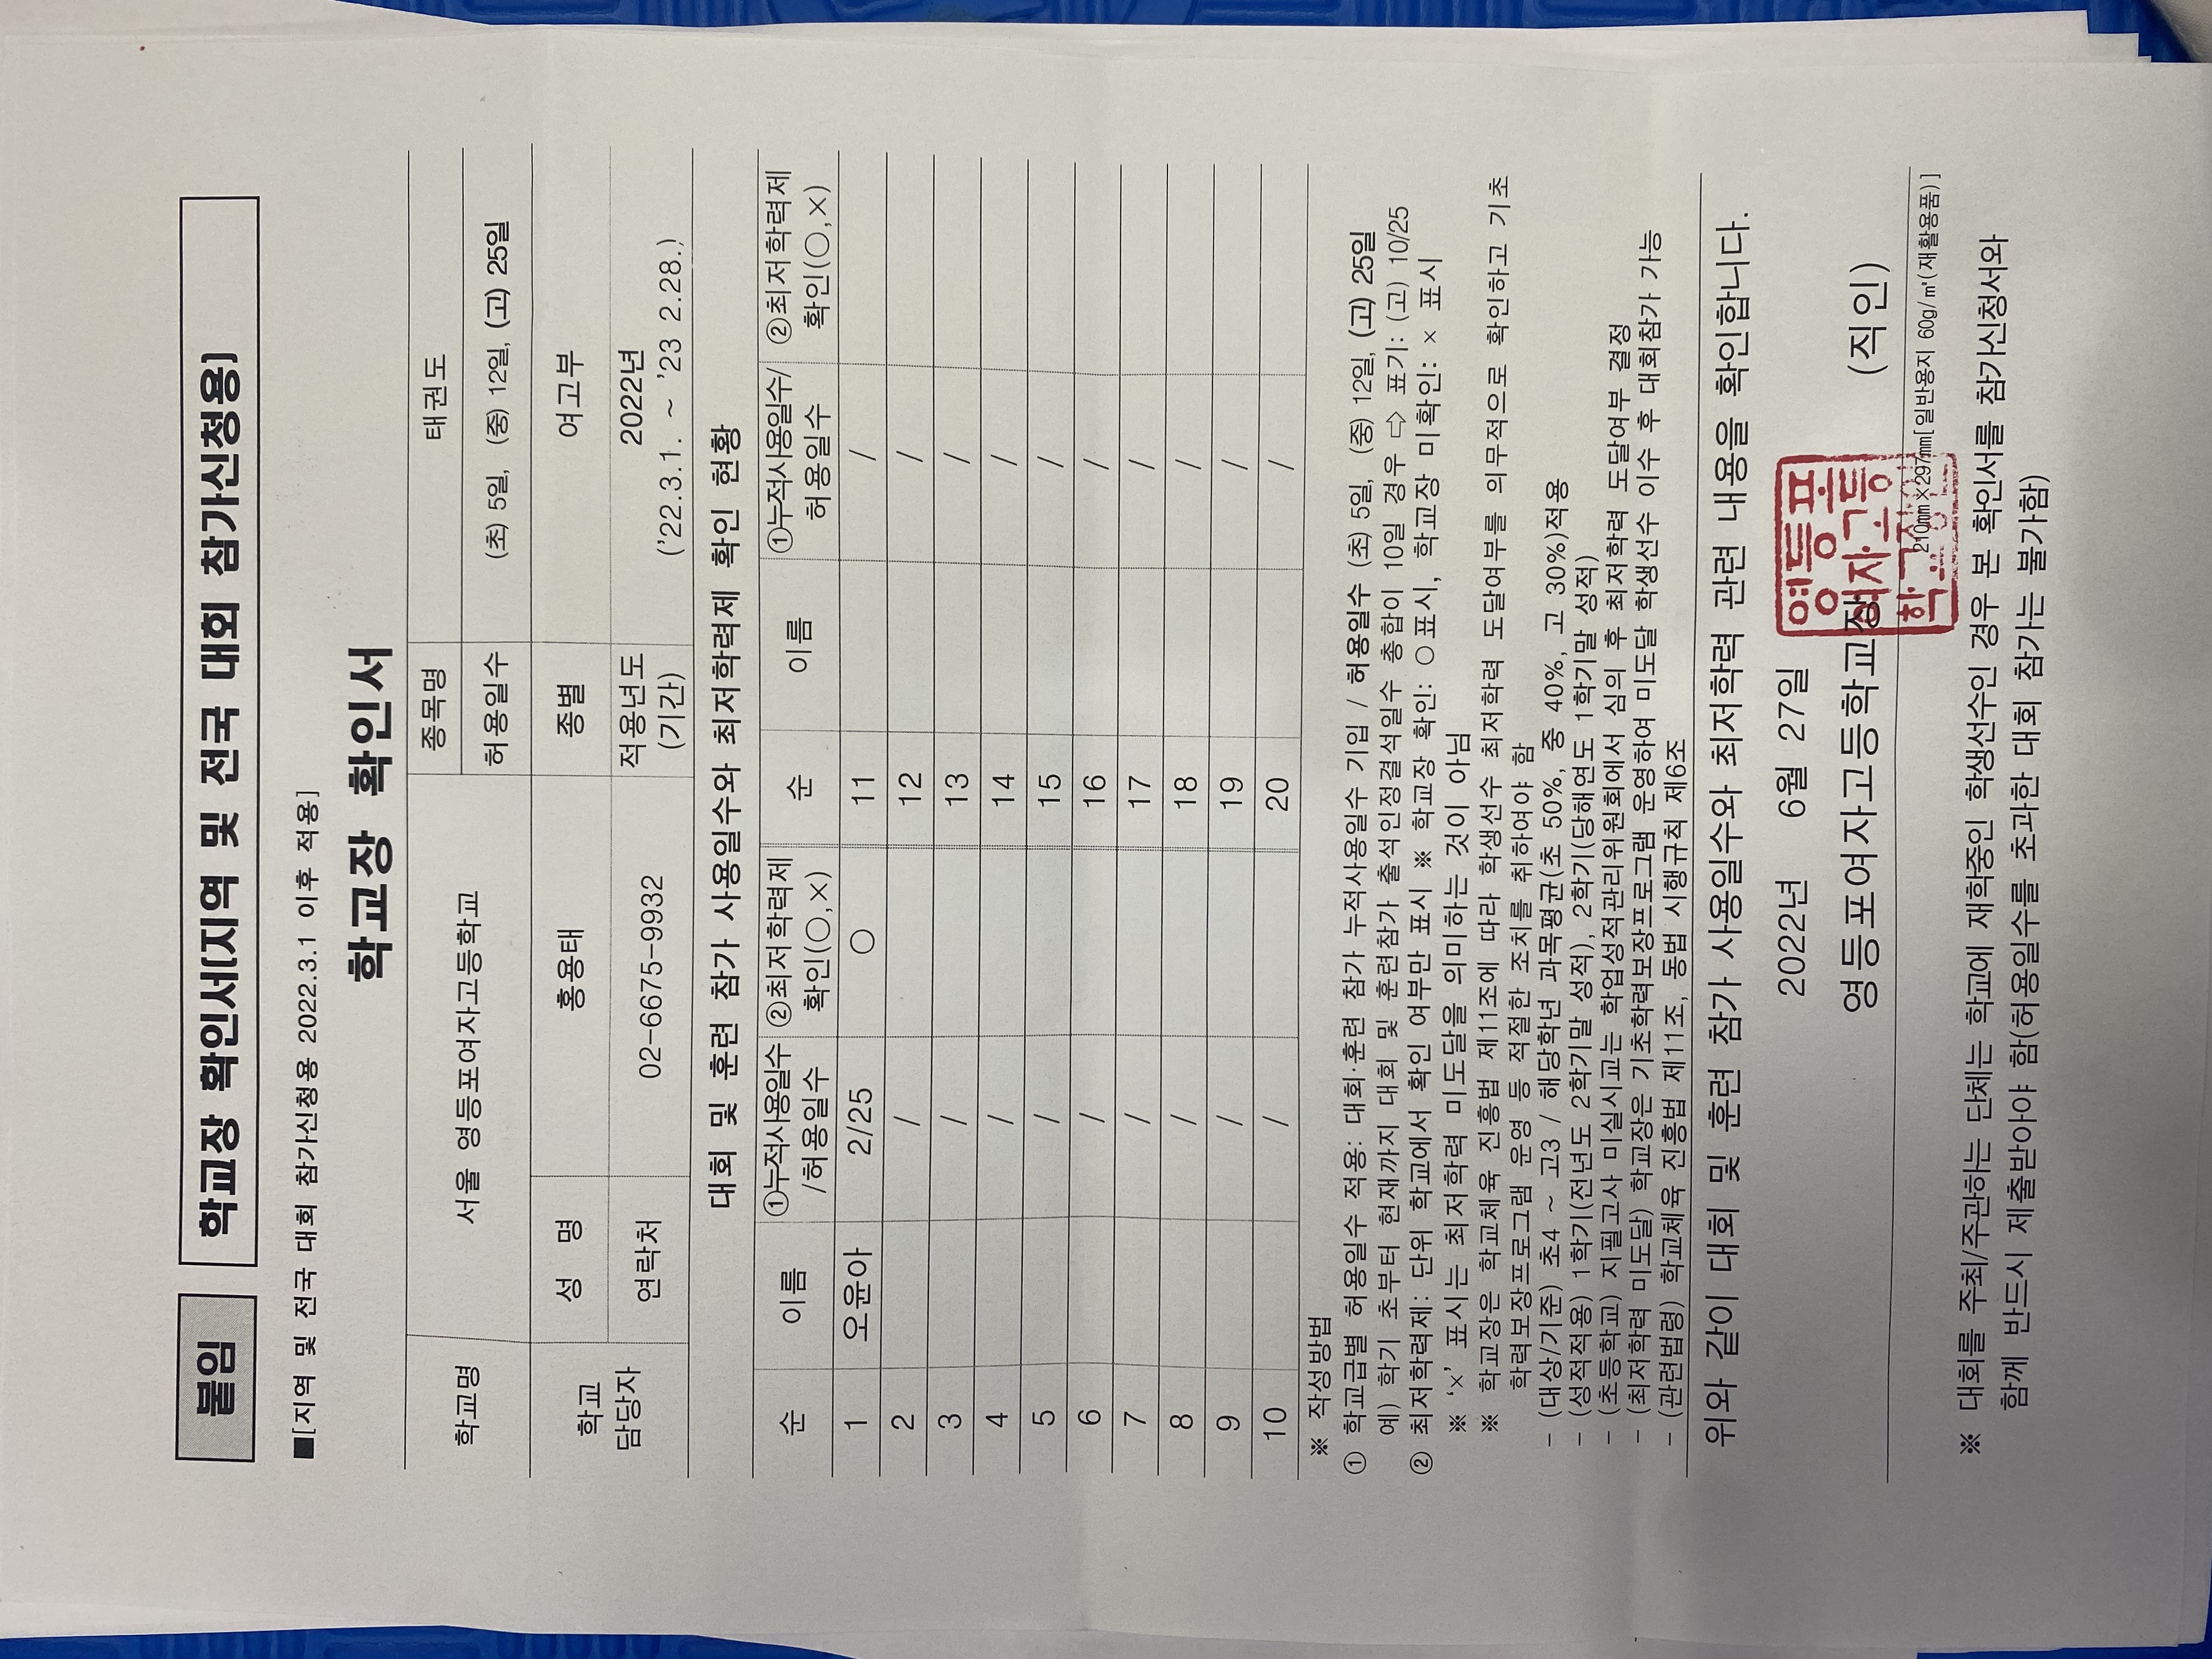 붙임
학교장 확인서(지역 및 전국 대회 참가신청용)
■[지역 및 전국 대회 참가신청용 2022.3.1 이후 적용]
학교장 확인서
학교명 서울 영등포여자고등학교 종목명 태권도
허용일수 (초) 5일, (중) 12일, (고) 25일
학교 담당자 성 명 홍용태 종별 여고부
연락처 02-6675-9932 적용년도 (기간) 2022년 ('22.3.1. ~ '23 2.28.)
대회 및 훈련 참가 사용일수와 최저학력제 확인 현황
순 이름 ①누적사용일수 /허용일수 ②최저학력제 확인(○,×) 순 이름 ①누적사용일수/ 허용일수 ②최저학력제 확인(○,×)
1 오윤아 2/25 ○ 11 /
2 / 12 /
3 / 13 /
4 / 14 /
5 / 15 /
6 / 16 /
7 / 17 /
8 / 18 /
9 / 19 /
10 / 20 /
※ 작성방법
① 학교급별 허용일수 적용: 대회·훈련 참가 누적사용일수 기입 / 허용일수 (초) 5일, (중) 12일, (고) 25일
예) 학기 초부터 현재까지 대회 및 훈련참가 출석인정결석일수 총합이 10일 경우 ⇨ 표기: (고) 10/25
② 최저학력제: 단위 학교에서 확인 여부만 표시 ※ 학교장 확인: ○ 표시, 학교장 미확인: × 표시
※ '×' 표시는 최저학력 미도달을 의미하는 것이 아님
※ 학교장은 학교체육 진흥법 제11조에 따라 학생선수 최저학력 도달여부를 의무적으로 확인하고 기초
학력보장프로그램 운영 등 적절한 조치를 취하여야 함
- (대상/기준) 초4 ~ 고3 / 해당학년 과목평균(초 50%, 중 40%, 고 30%)적용
- (성적적용) 1학기(전년도 2학기말 성적), 2학기(당해연도 1학기말 성적)
- (초등학교) 지필고사 미실시교는 학업성적관리위원회에서 심의 후 최저학력 도달여부 결정
- (최저학력 미도달) 학교장은 기초학력보장프로그램 운영하여 미도달 학생선수 이수 후 대회참가 가능
- (관련법령) 학교체육 진흥법 제11조, 동법 시행규칙 제6조
위와 같이 대회 및 훈련 참가 사용일수와 최저학력 관련 내용을 확인합니다.
2022년 6월 27일
영등포여자고등학교장 (직인)
영등포
여자고등
학교장인
210mm×297mm[일반용지 60g/㎡(재활용품)]
※ 대회를 주최/주관하는 단체는 학교에 재학중인 학생선수인 경우 본 확인서를 참가신청서와
함께 반드시 제출받아야 함(허용일수를 초과한 대회 참가는 불가함)